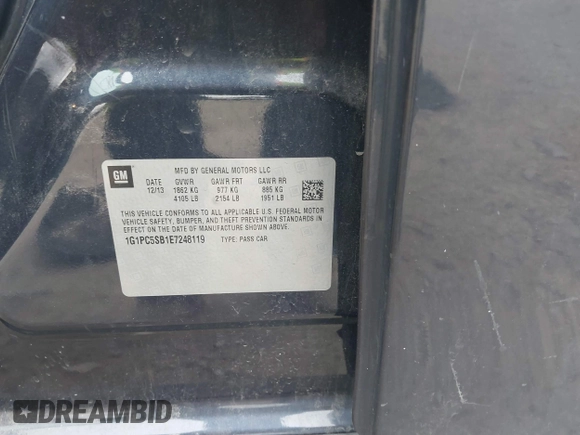 GM
MFD BY GENERAL MOTORS LLC
DATE GVWR GAWR FRT GAWR RR
12/13 1862 KG 977 KG 885 KG
4105 LB 2154 LB 1951 LB
THIS VEHICLE CONFORMS TO ALL APPLICABLE U.S. FEDERAL MOTOR
VEHICLE SAFETY, BUMPER, AND THEFT PREVENTION STANDARDS IN
EFFECT ON THE DATE OF MANUFACTURE SHOWN ABOVE.
1G1PC5SB1E7248119 TYPE: PASS CAR
DREAMBID